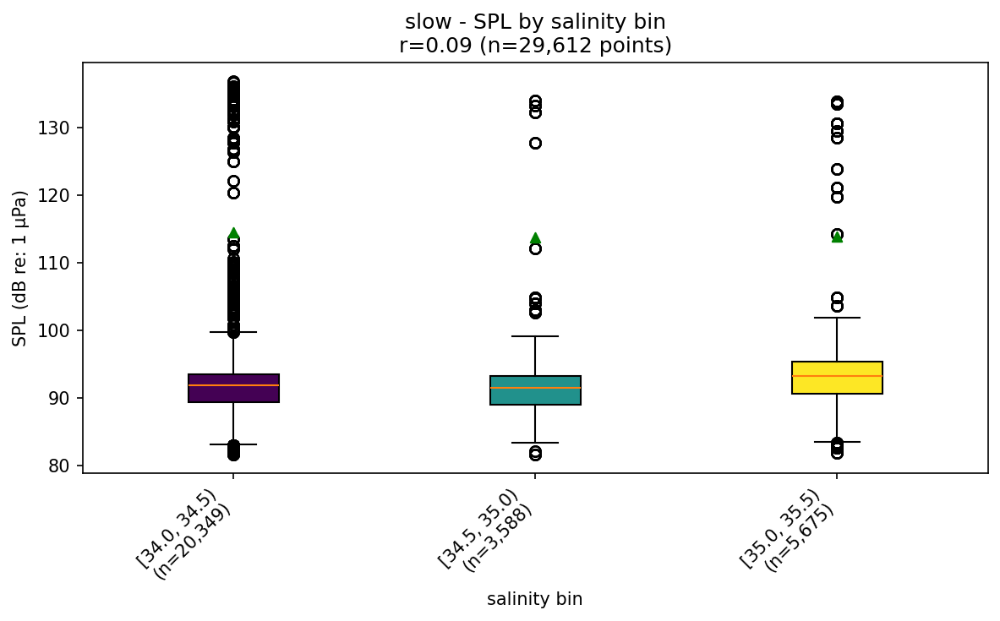 slow - SPL by salinity bin
r=0.09 (n=29,612 points)
SPL (dB re: 1 µPa)
130
120
110
100
90
80
[34.0, 34.5)
(n=20,349)
[34.5, 35.0)
(n=3,588)
[35.0, 35.5)
(n=5,675)
salinity bin